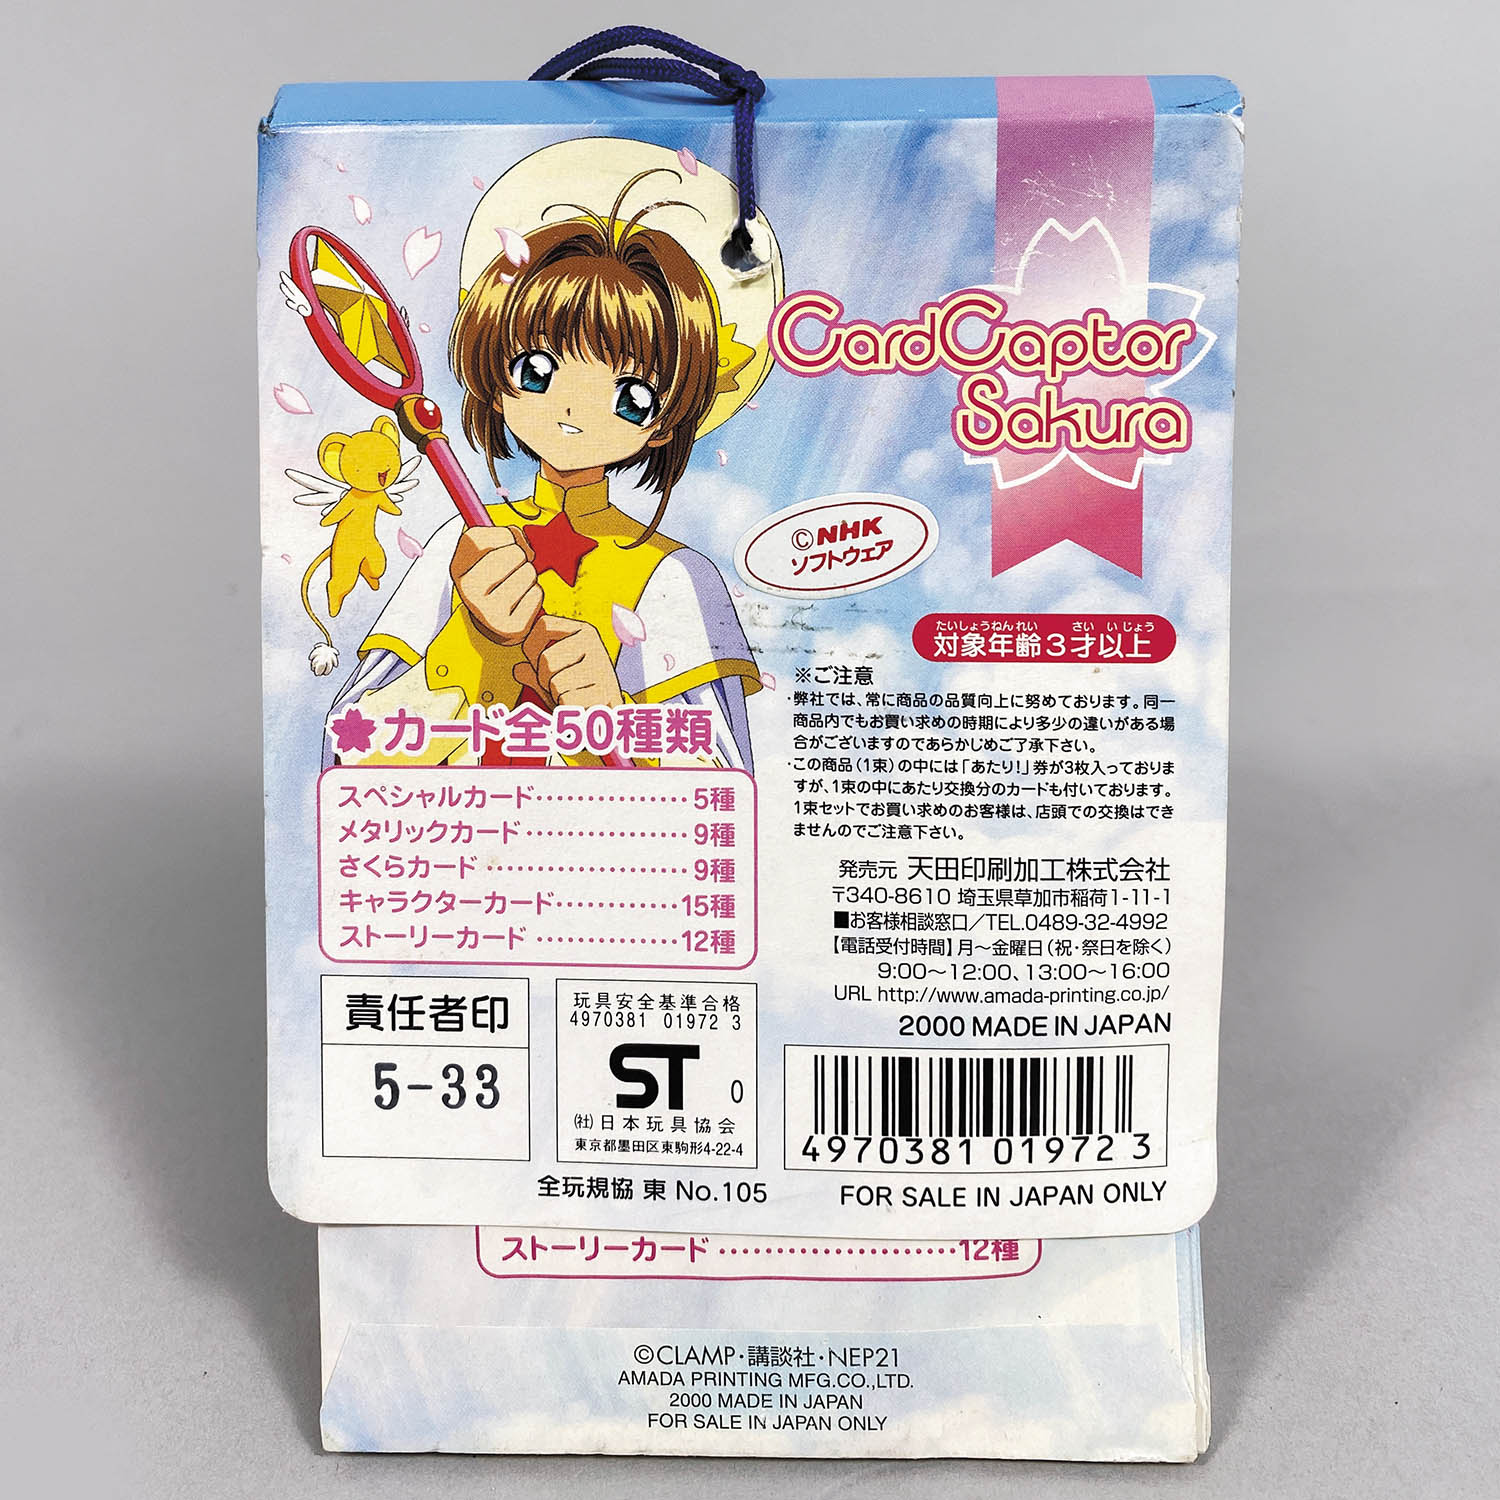 CardCaptor
Sakura
©NHK
ソフトウェア
たいしょうねんれい さい いじょう
対象年齢3才以上
※ご注意
・弊社では、常に商品の品質向上に努めております。同一
商品内でもお買い求めの時期により多少の違いがある場
合がございますのであらかじめご了承下さい。
・この商品(1束)の中には「あたり!」券が3枚入っておりま
すが、1束の中にあたり交換分のカードも付いております。
1束セットでお買い求めのお客様は、店頭での交換はでき
ませんのでご注意下さい。
カード全50種類
スペシャルカード……………5種
メタリックカード……………9種
さくらカード……………9種
キャラクターカード…………15種
ストーリーカード……………12種
発売元 天田印刷加工株式会社
〒340-8610 埼玉県草加市稲荷1-11-1
■お客様相談窓口/TEL.0489-32-4992
【電話受付時間】月〜金曜日(祝・祭日を除く)
9:00〜12:00、13:00〜16:00
URL http://www.amada-printing.co.jp/
2000 MADE IN JAPAN
責任者印
5-33
玩具安全基準合格
4970381 01972 3
ST 0
(社)日本玩具協会
東京都墨田区東駒形4-22-4
4970381 01972 3
全玩規協 東 No.105
FOR SALE IN JAPAN ONLY
ストーリーカード……………………12種
©CLAMP・講談社・NEP21
AMADA PRINTING MFG.CO.,LTD.
2000 MADE IN JAPAN
FOR SALE IN JAPAN ONLY